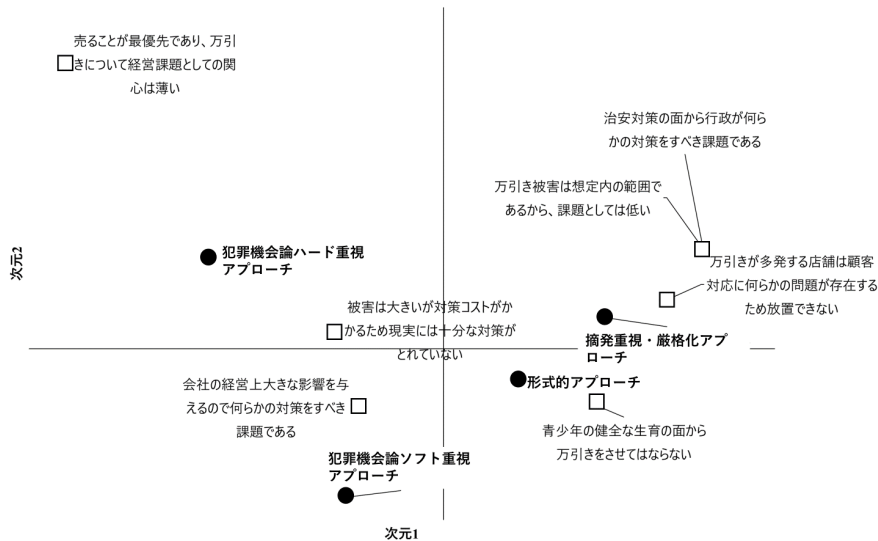 売ることが最優先であり、万引
きについて経営課題としての関
心は薄い
治安対策の面から行政が何ら
かの対策をすべき課題である
万引き被害は想定内の範囲で
あるから、課題としては低い
次元2
犯罪機会論ハード重視
アプローチ
万引きが多発する店舗は顧客
対応に何らかの問題が存在する
ため放置できない
被害は大きいが対策コストがか
かるため現実には十分な対策が
とれていない
摘発重視・厳格化アプ
ローチ
形式的アプローチ
会社の経営上大きな影響を与
えるので何らかの対策をすべき
課題である
青少年の健全な生育の面から
万引きをさせてはならない
犯罪機会論ソフト重視
アプローチ
次元1